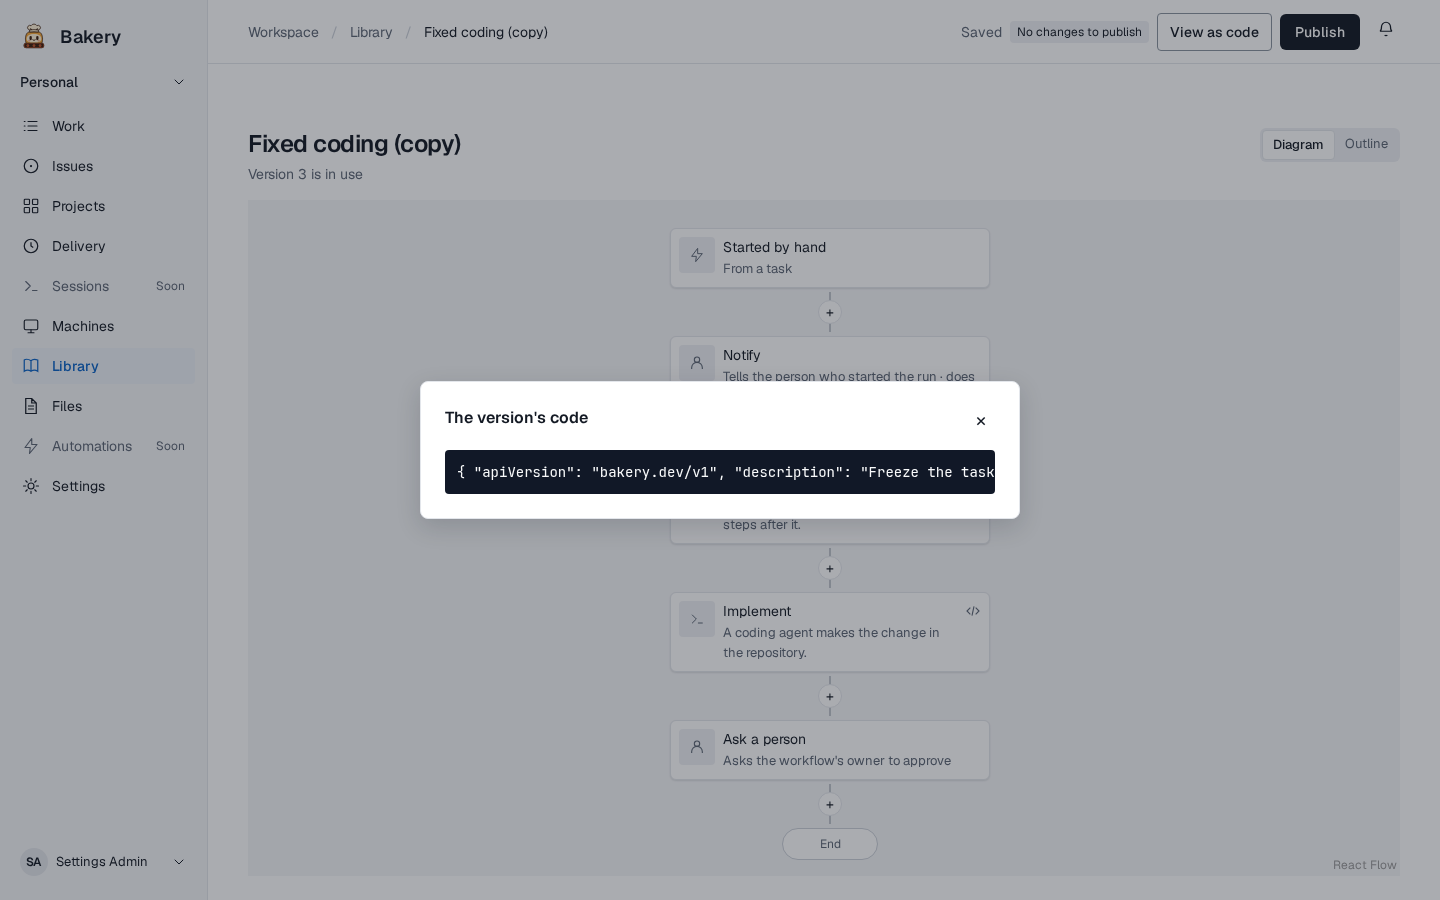 Bakery
Workspace / Library / Fixed coding (copy)
Saved
No changes to publish
View as code
Publish
Personal
Work
Issues
Projects
Delivery
Sessions Soon
Machines
Library
Files
Automations Soon
Settings
SA Settings Admin
Fixed coding (copy)
Version 3 is in use
Diagram
Outline
Started by hand
From a task
+
Notify
Tells the person who started the run · does
The version's code
×
{ "apiVersion": "bakery.dev/v1", "description": "Freeze the task
steps after it.
+
Implement
A coding agent makes the change in
the repository.
+
Ask a person
Asks the workflow's owner to approve
+
End
React Flow